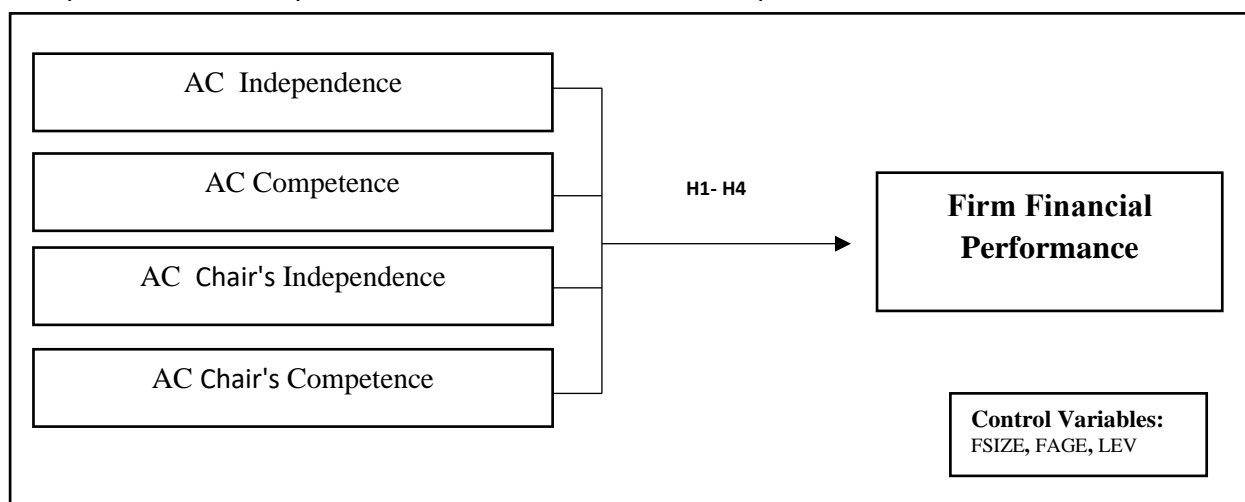 AC Independence
AC Competence
AC Chair's Independence
AC Chair's Competence
H1- H4
Firm Financial
Performance
Control Variables:
FSIZE, FAGE, LEV